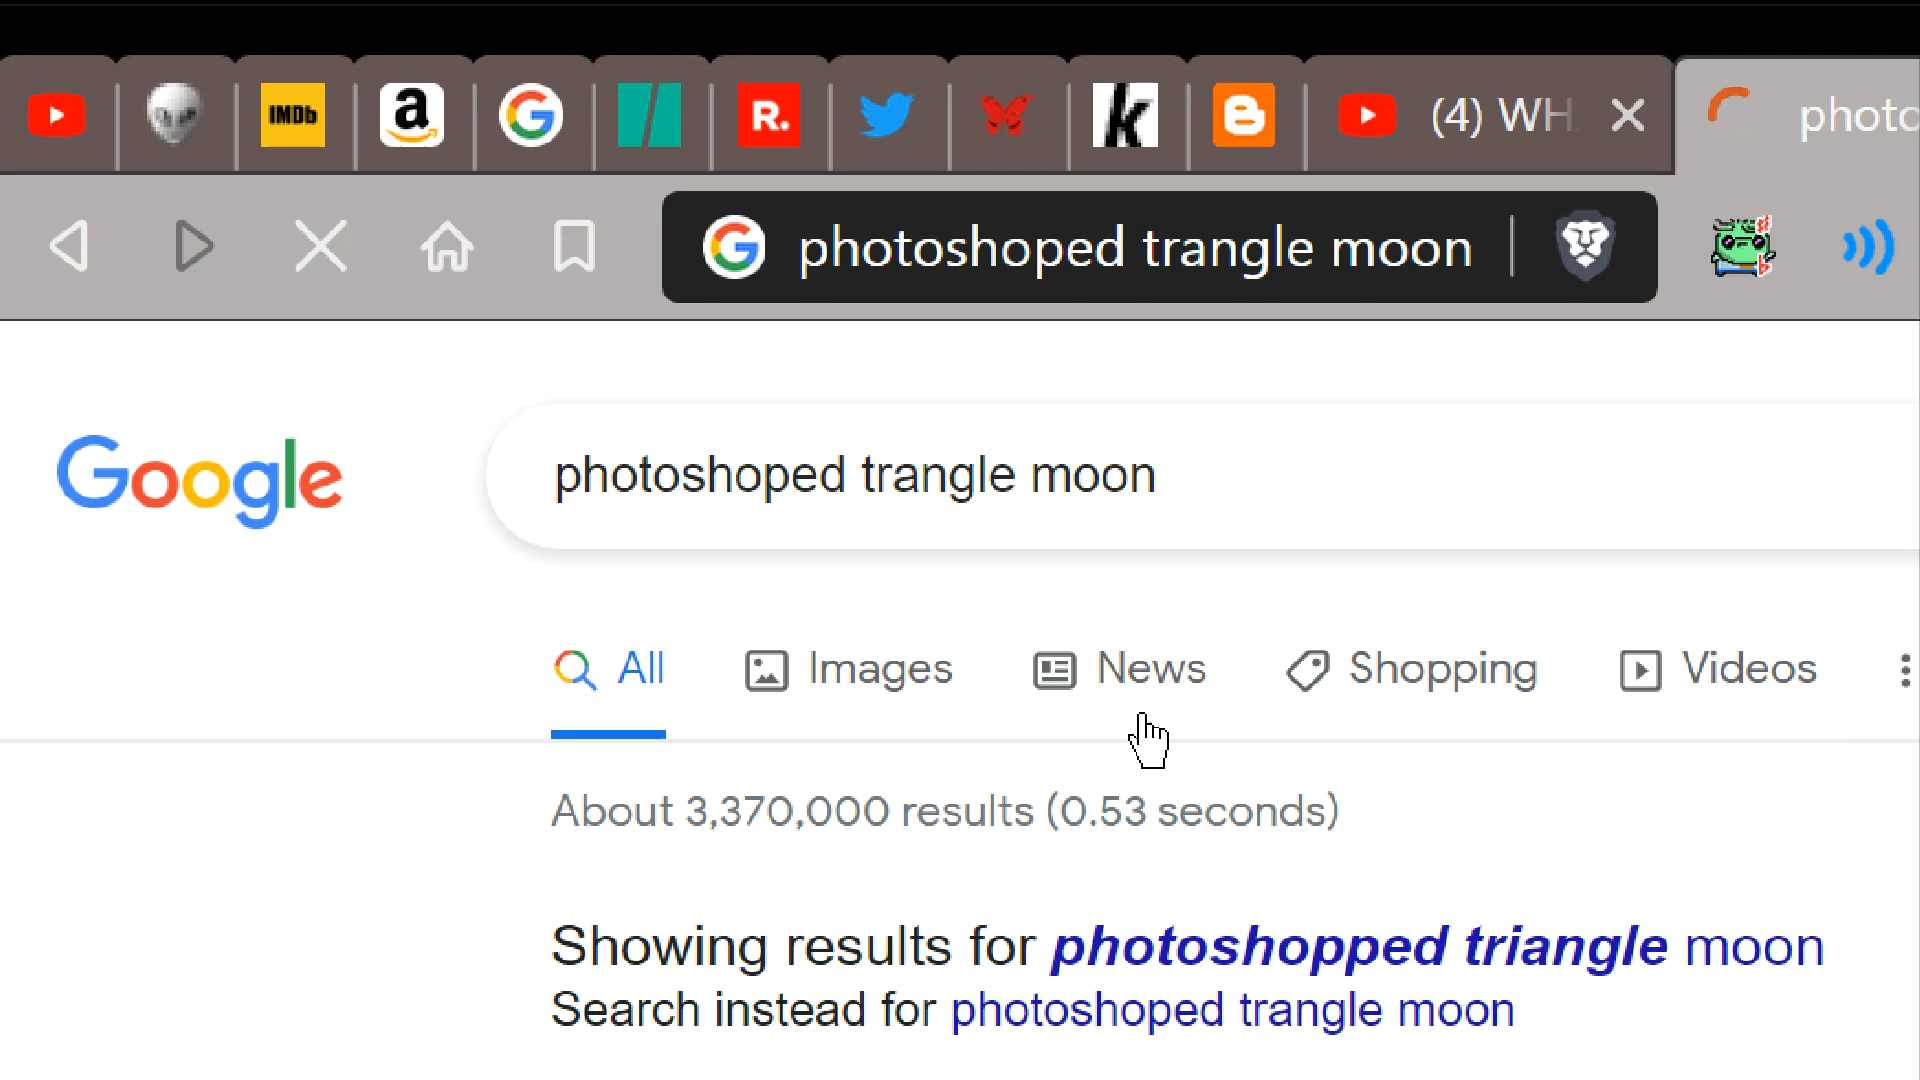 IMDb a R. k (4) WH photo
photoshoped trangle moon
Google photoshoped trangle moon
All Images News Shopping Videos
About 3,370,000 results (0.53 seconds)
Showing results for photoshopped triangle moon
Search instead for photoshoped trangle moon